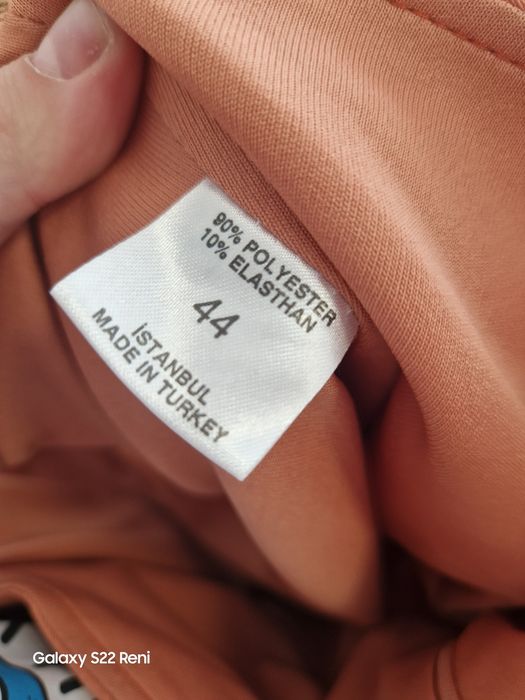 90% POLYESTER
10% ELASTHAN
44
İSTANBUL
MADE IN TURKEY
Galaxy S22 Reni